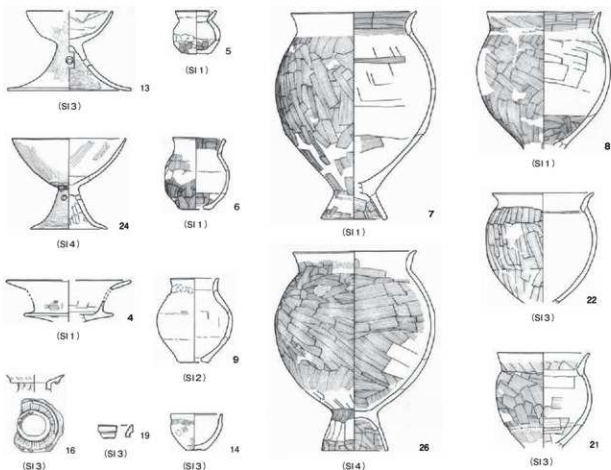 13
(SI3)
5
(SI1)
7
(SI1)
8
(SI1)
24
(SI4)
6
(SI1)
22
(SI3)
4
(SI1)
9
(SI2)
26
(SI4)
21
(SI3)
16
(SI3)
19
(SI3)
14
(SI3)